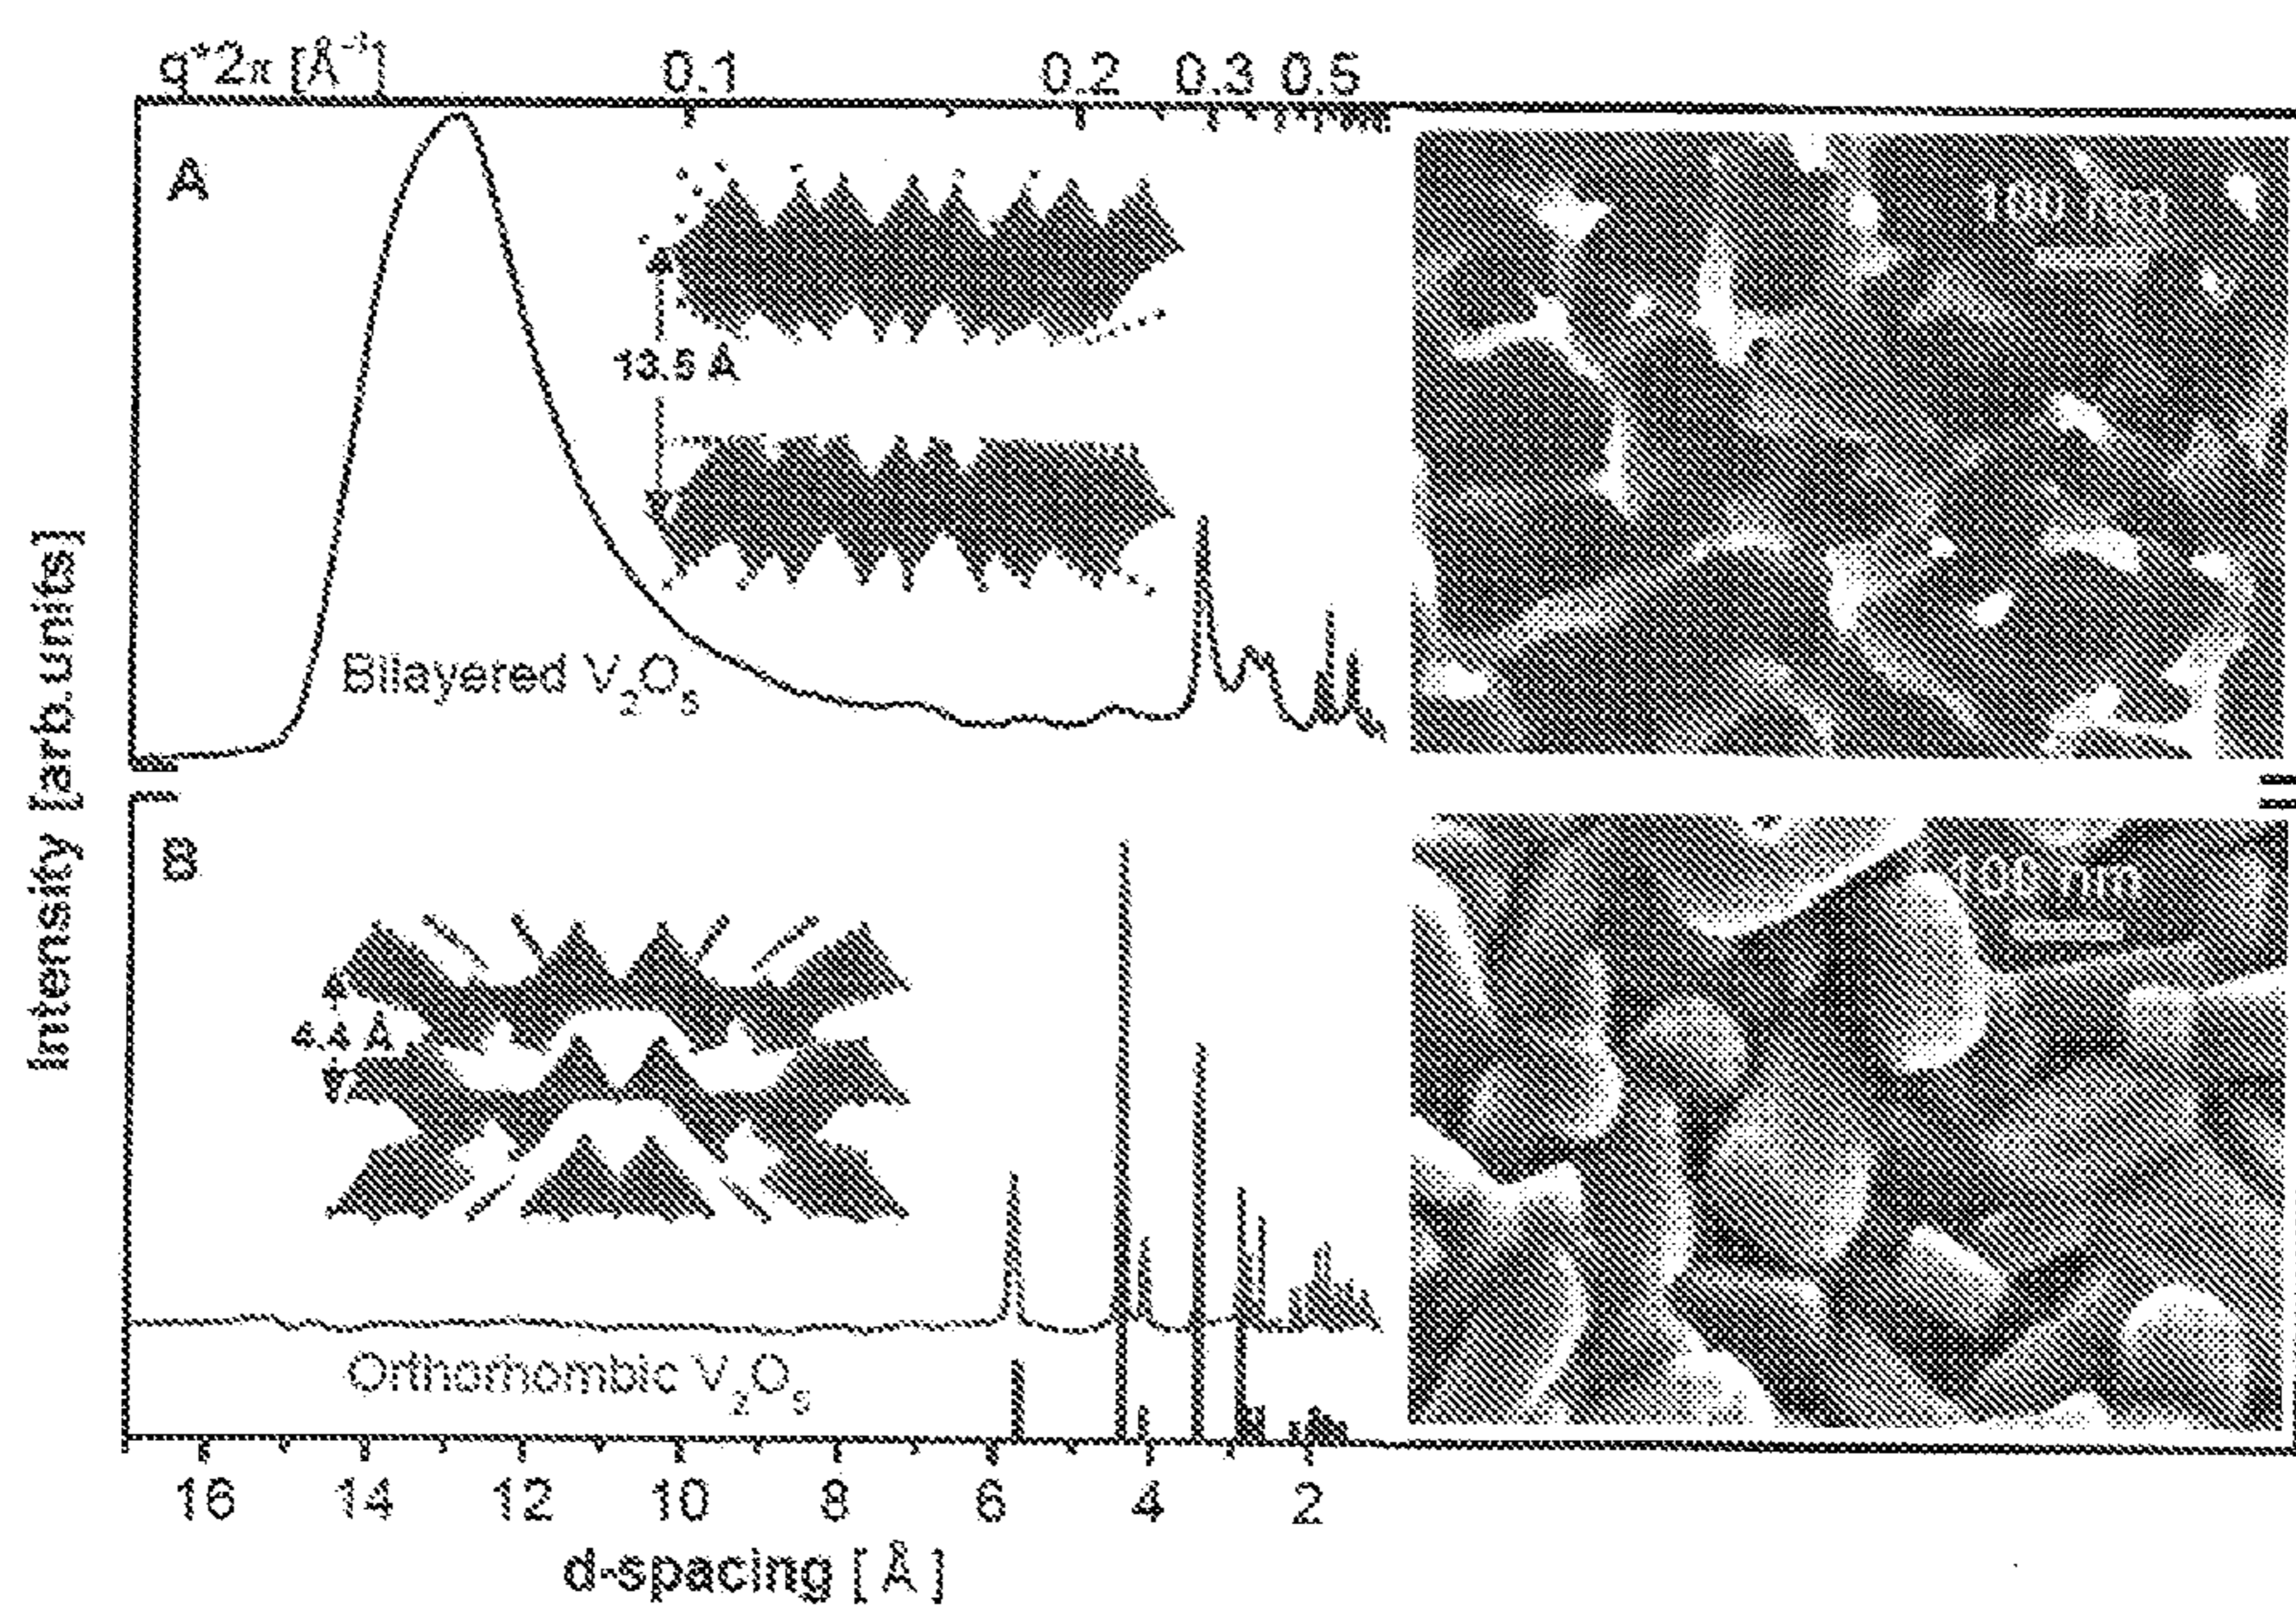 q*2π [Å⁻¹] 0.1 0.2 0.3 0.5
A
100 nm
13.5 Å
Bilayered V₂O₅
Intensity [arb.units]
B
100 nm
4.4 Å
Orthorhombic V₂O₅
16 14 12 10 8 6 4 2
d-spacing [Å]